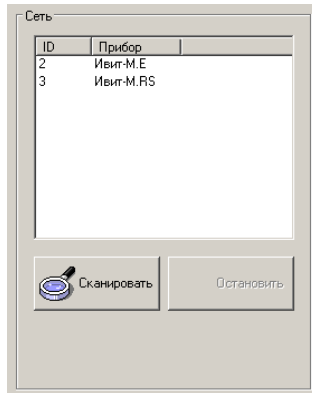 Сеть
ID Прибор
2 Ивит-М.Е
3 Ивит-М.RS
Сканировать Остановить